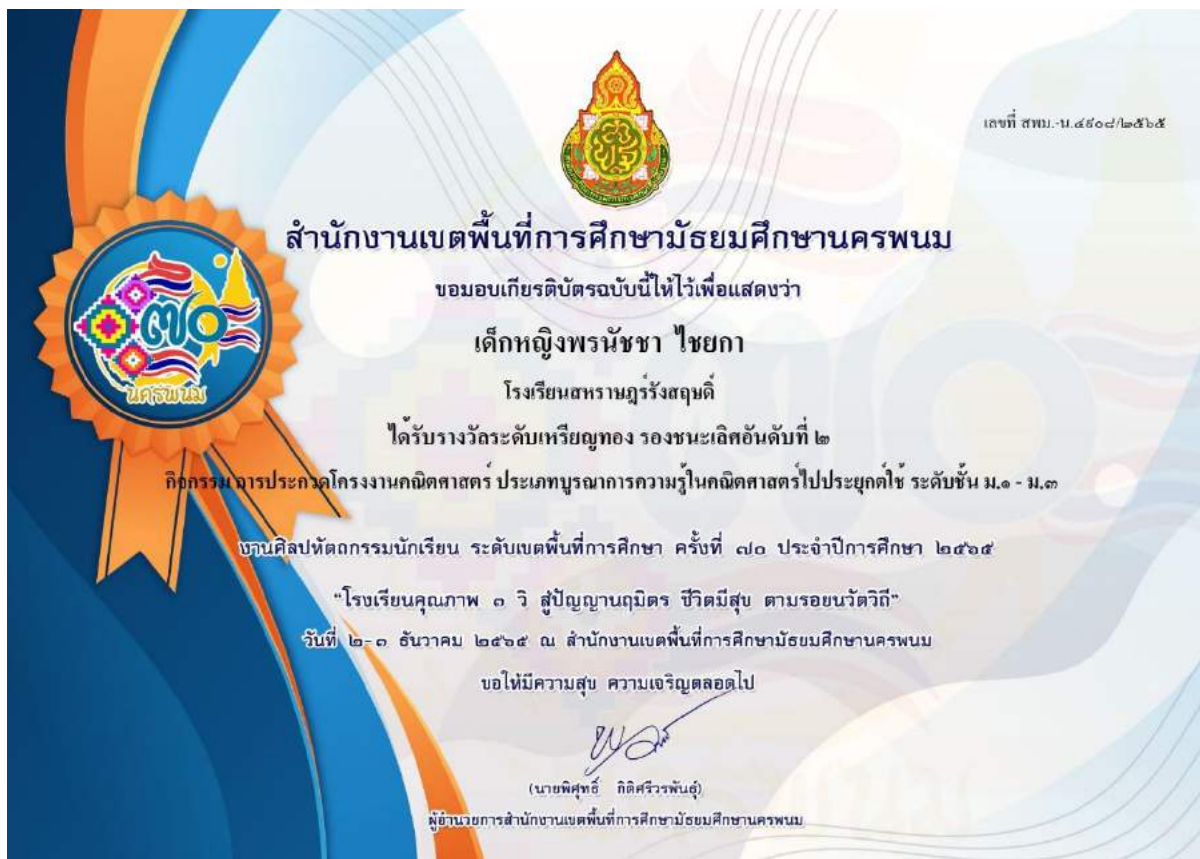 เลขที่ สพม.-น.๔๙๐๘/๒๕๖๕
สำนักงานเขตพื้นที่การศึกษามัธยมศึกษานครพนม
ขอมอบเกียรติบัตรฉบับนี้ให้ไว้เพื่อแสดงว่า
เด็กหญิงพรนัชชา ไชยกา
โรงเรียนสหราษฎร์รังสฤษดิ์
ได้รับรางวัลระดับเหรียญทอง รองชนะเลิศอันดับที่ ๒
กิจกรรม การประกวดโครงงานคณิตศาสตร์ ประเภทบูรณาการความรู้ในคณิตศาสตร์ไปประยุกต์ใช้ ระดับชั้น ม.๑ - ม.๓
๗๐
นครพนม
งานศิลปหัตถกรรมนักเรียน ระดับเขตพื้นที่การศึกษา ครั้งที่ ๗๐ ประจำปีการศึกษา ๒๕๖๕
“โรงเรียนคุณภาพ ๓ วิ สู่ปัญญานฤมิตร ชีวิตมีสุข ตามรอยนวัตวิถี”
วันที่ ๒-๓ ธันวาคม ๒๕๖๕ ณ สำนักงานเขตพื้นที่การศึกษามัธยมศึกษานครพนม
ขอให้มีความสุข ความเจริญตลอดไป
(นายพิศุทธิ์ กิติศรีวรพันธุ์)
ผู้อำนวยการสำนักงานเขตพื้นที่การศึกษามัธยมศึกษานครพนม